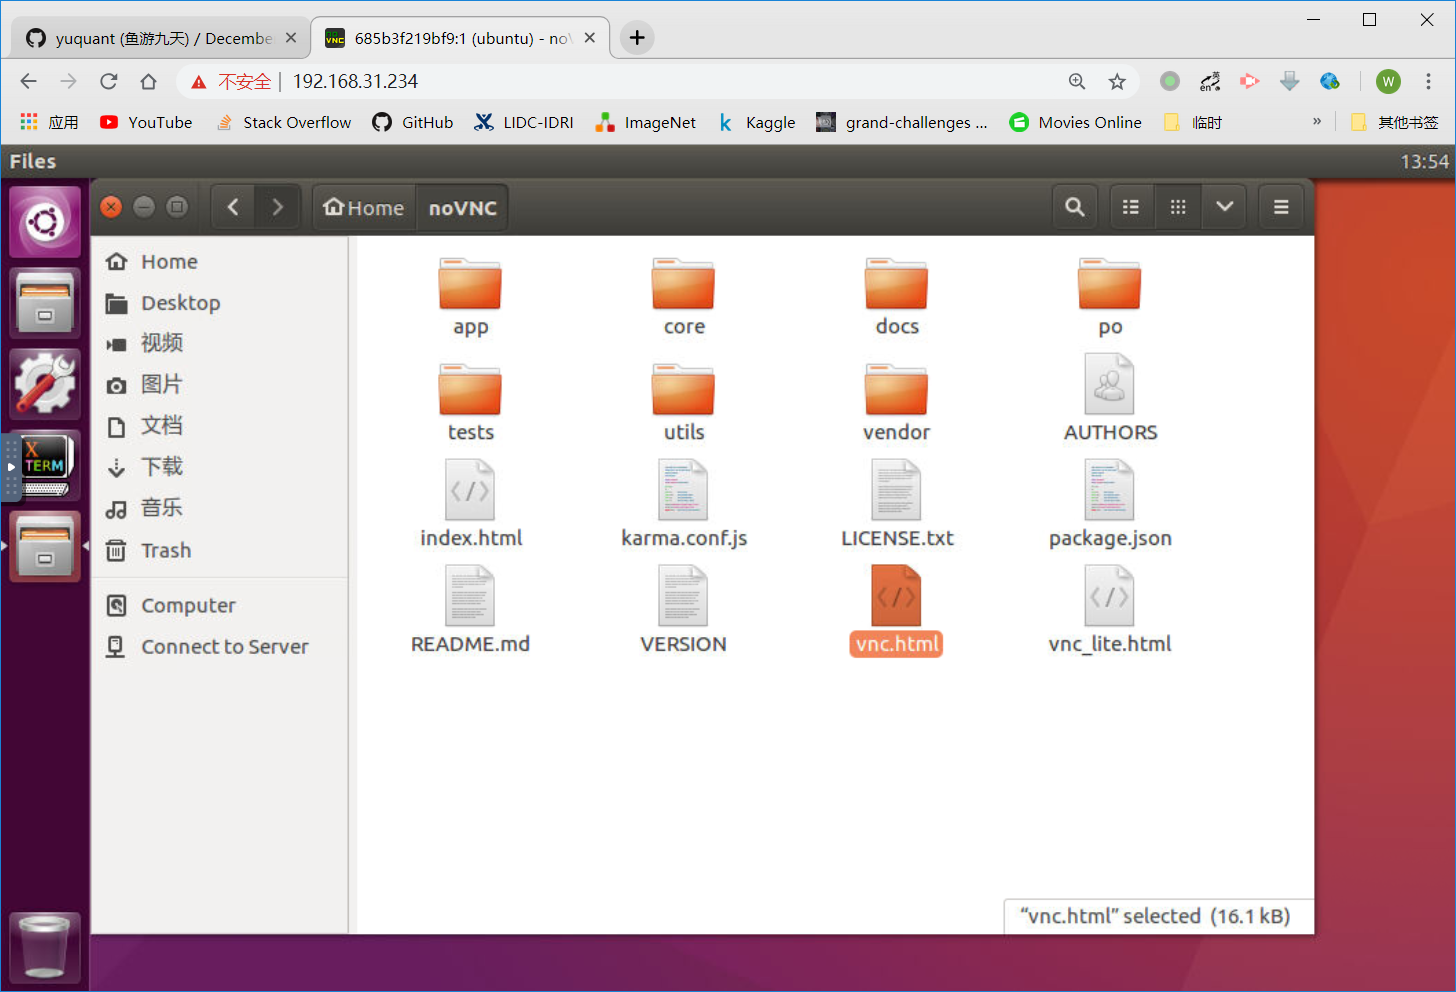 yuquant (鱼游九天) / Decembe
685b3f219bf9:1 (ubuntu) - noV
不安全 192.168.31.234
W
应用 YouTube Stack Overflow GitHub LIDC-IDRI ImageNet Kaggle grand-challenges ... Movies Online 临时 » 其他书签
Files 13:54
Home noVNC
Home
Desktop
视频
图片
文档
下载
音乐
Trash
Computer
Connect to Server
X
TERM
app core docs po
tests utils vendor AUTHORS
index.html karma.conf.js LICENSE.txt package.json
README.md VERSION vnc.html vnc_lite.html
“vnc.html” selected (16.1 kB)